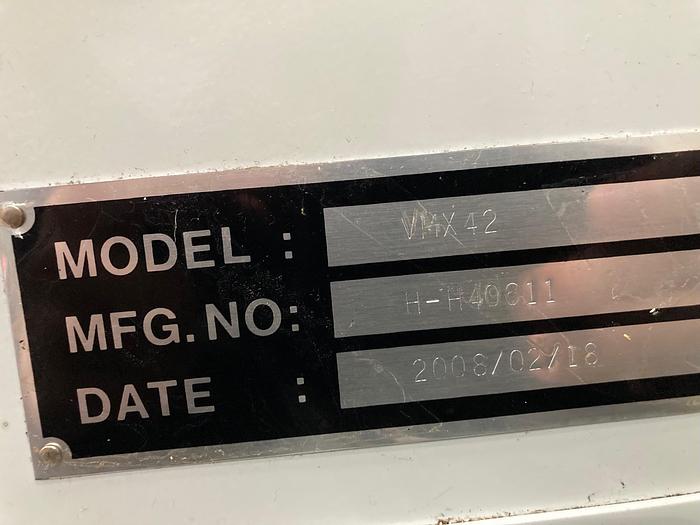 MODEL : VMX42
MFG. NO: H-H40811
DATE : 2008/02/18